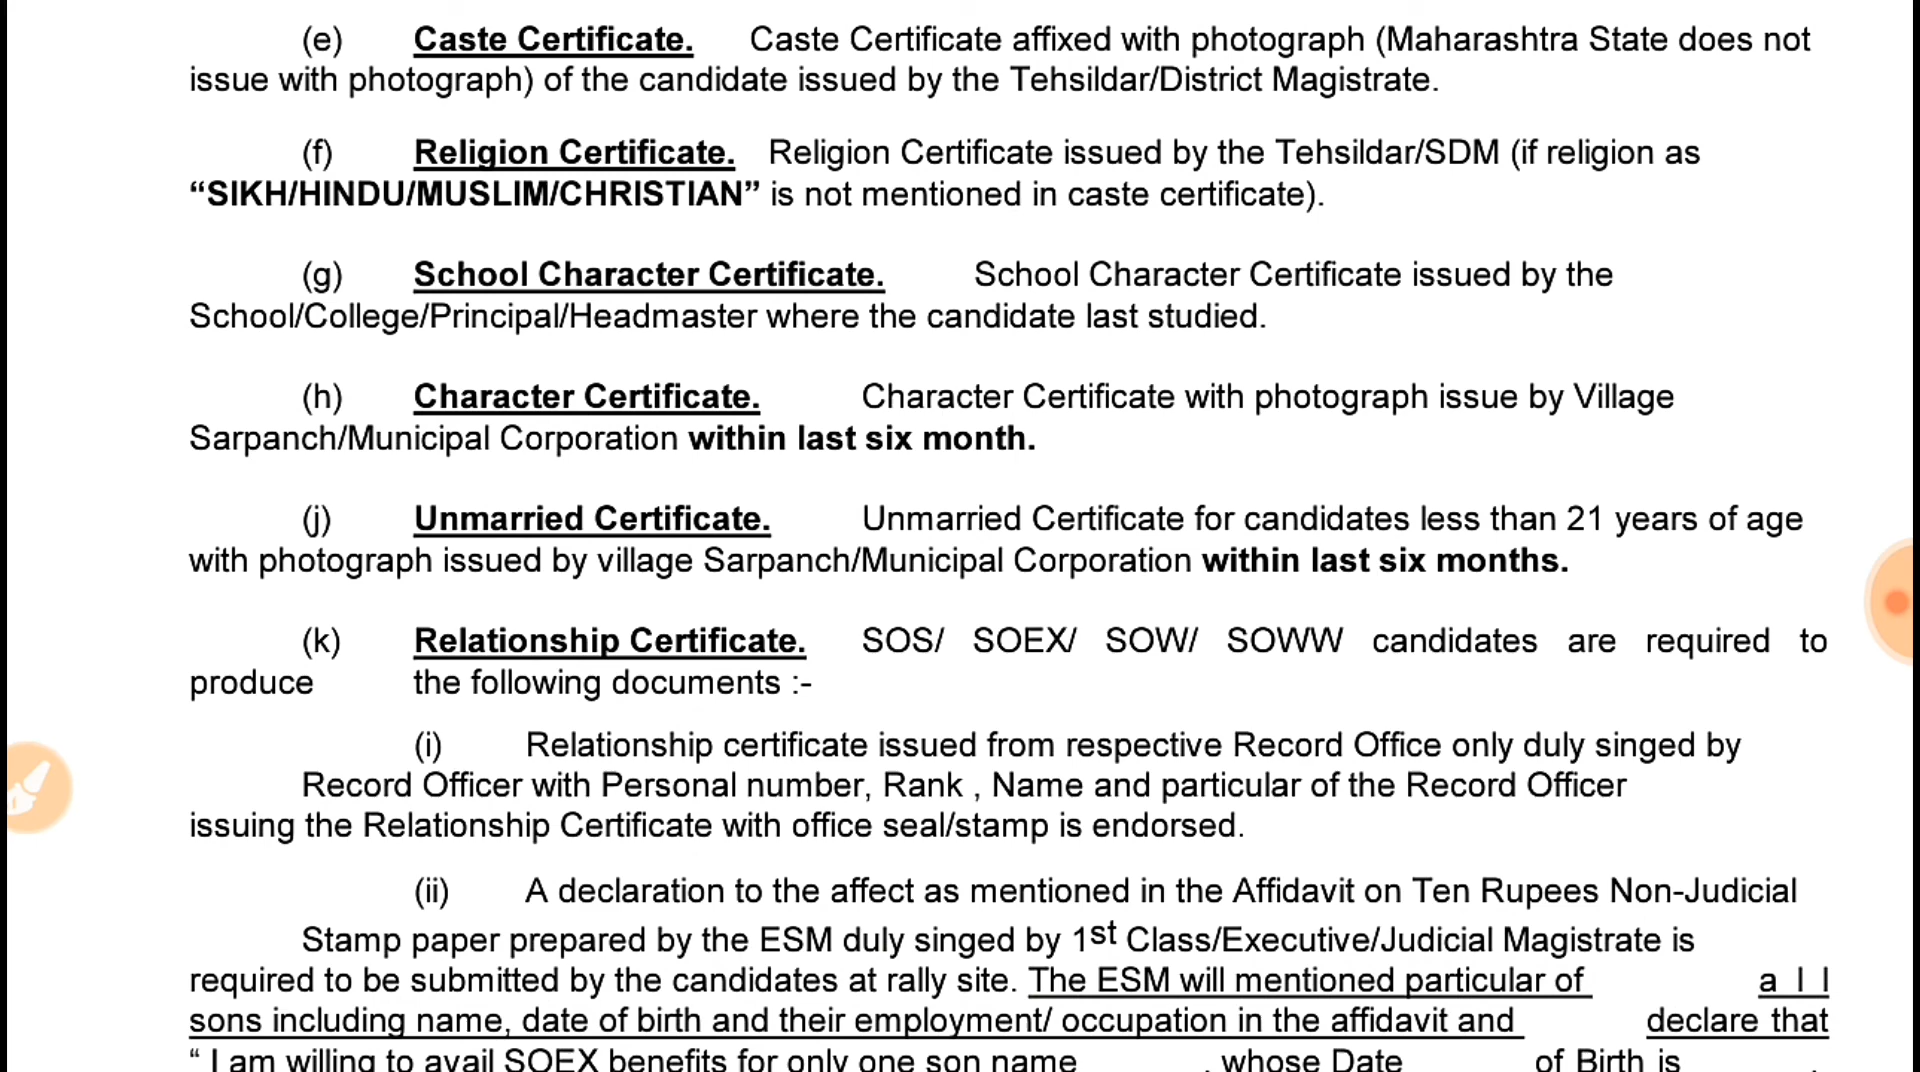 (e) Caste Certificate. Caste Certificate affixed with photograph (Maharashtra State does not
issue with photograph) of the candidate issued by the Tehsildar/District Magistrate.
(f) Religion Certificate. Religion Certificate issued by the Tehsildar/SDM (if religion as
“SIKH/HINDU/MUSLIM/CHRISTIAN” is not mentioned in caste certificate).
(g) School Character Certificate. School Character Certificate issued by the
School/College/Principal/Headmaster where the candidate last studied.
(h) Character Certificate. Character Certificate with photograph issue by Village
Sarpanch/Municipal Corporation within last six month.
(j) Unmarried Certificate. Unmarried Certificate for candidates less than 21 years of age
with photograph issued by village Sarpanch/Municipal Corporation within last six months.
(k) Relationship Certificate. SOS/ SOEX/ SOW/ SOWW candidates are required to
produce the following documents :-
(i) Relationship certificate issued from respective Record Office only duly singed by
Record Officer with Personal number, Rank , Name and particular of the Record Officer
issuing the Relationship Certificate with office seal/stamp is endorsed.
(ii) A declaration to the affect as mentioned in the Affidavit on Ten Rupees Non-Judicial
Stamp paper prepared by the ESM duly singed by 1st Class/Executive/Judicial Magistrate is
required to be submitted by the candidates at rally site. The ESM will mentioned particular of a l l
sons including name, date of birth and their employment/ occupation in the affidavit and declare that
“ I am willing to avail SOEX benefits for only one son name , whose Date of Birth is .